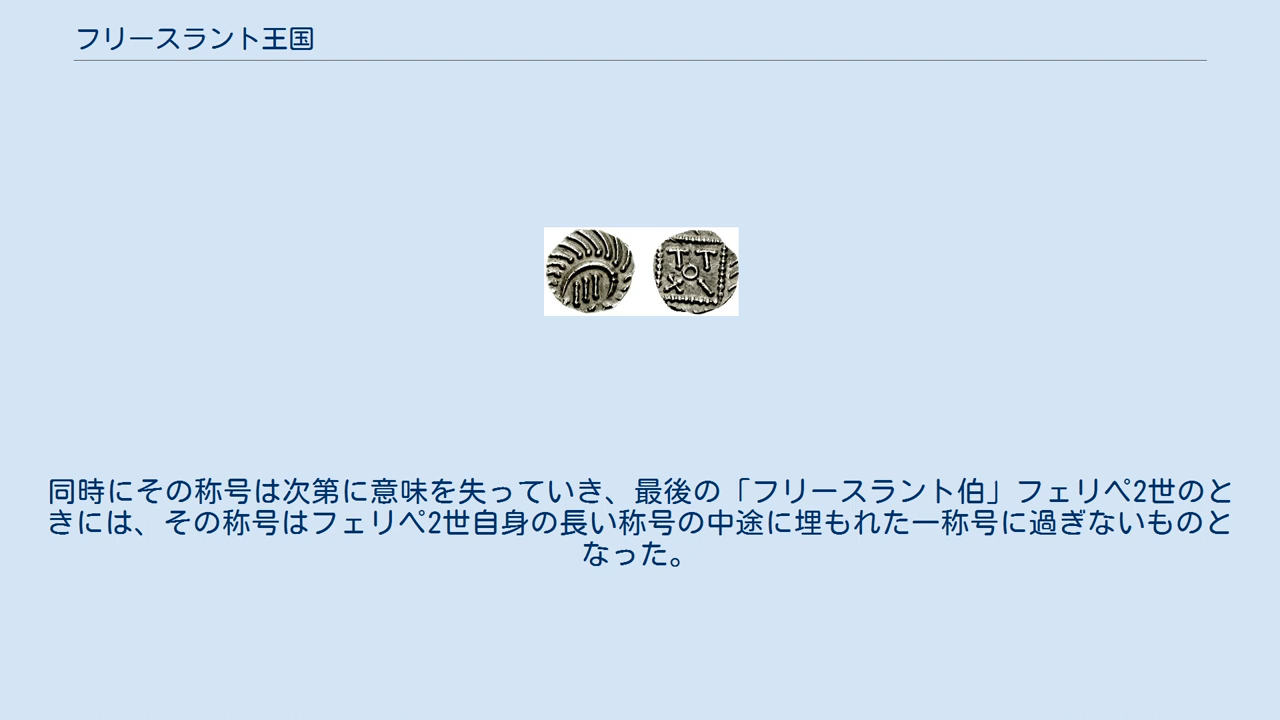 フリースラント王国
同時にその称号は次第に意味を失っていき、最後の「フリースラント伯」フェリペ2世のと
きには、その称号はフェリペ2世自身の長い称号の中途に埋もれた一称号に過ぎないものと
なった。